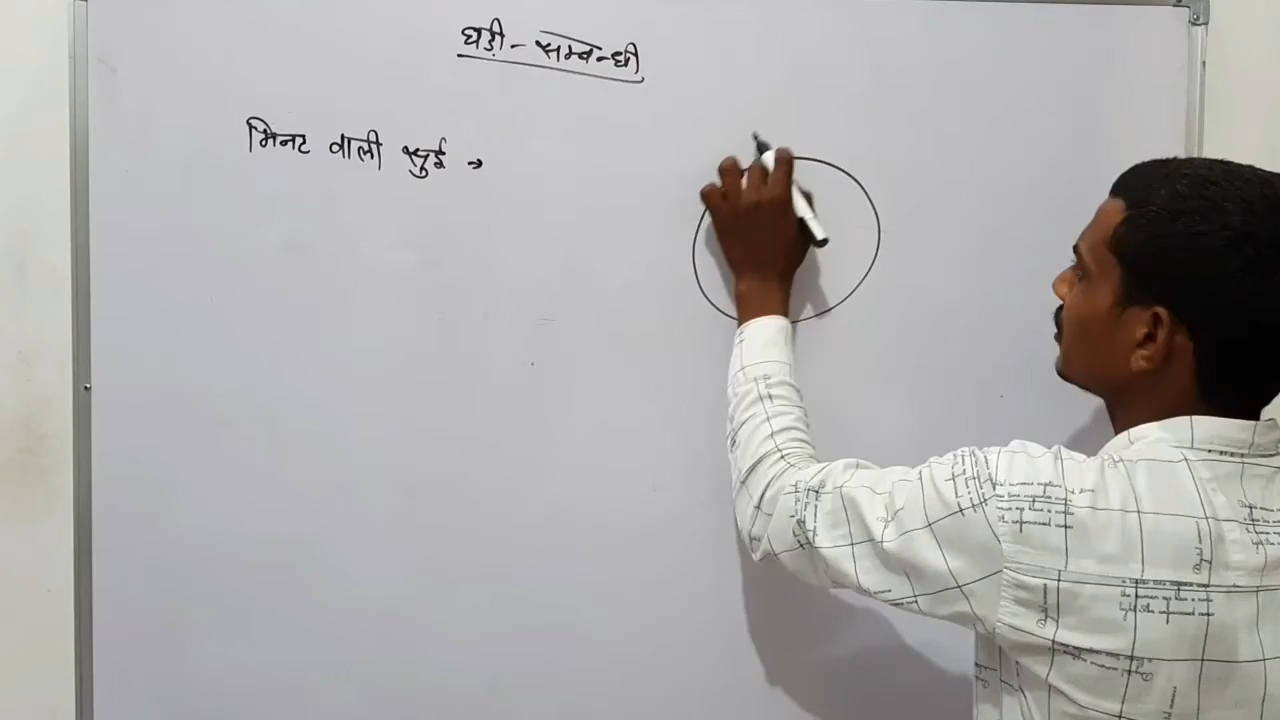 घड़ी - सम्बन्धी
मिनट वाली सुई →